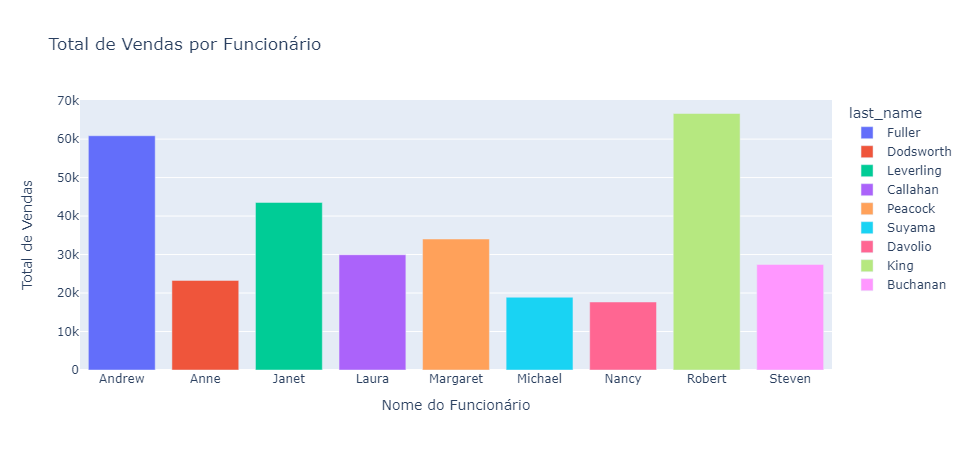 Total de Vendas por Funcionário
Total de Vendas
70k
60k
50k
40k
30k
20k
10k
0
Andrew Anne Janet Laura Margaret Michael Nancy Robert Steven
Nome do Funcionário
last_name
Fuller
Dodsworth
Leverling
Callahan
Peacock
Suyama
Davolio
King
Buchanan